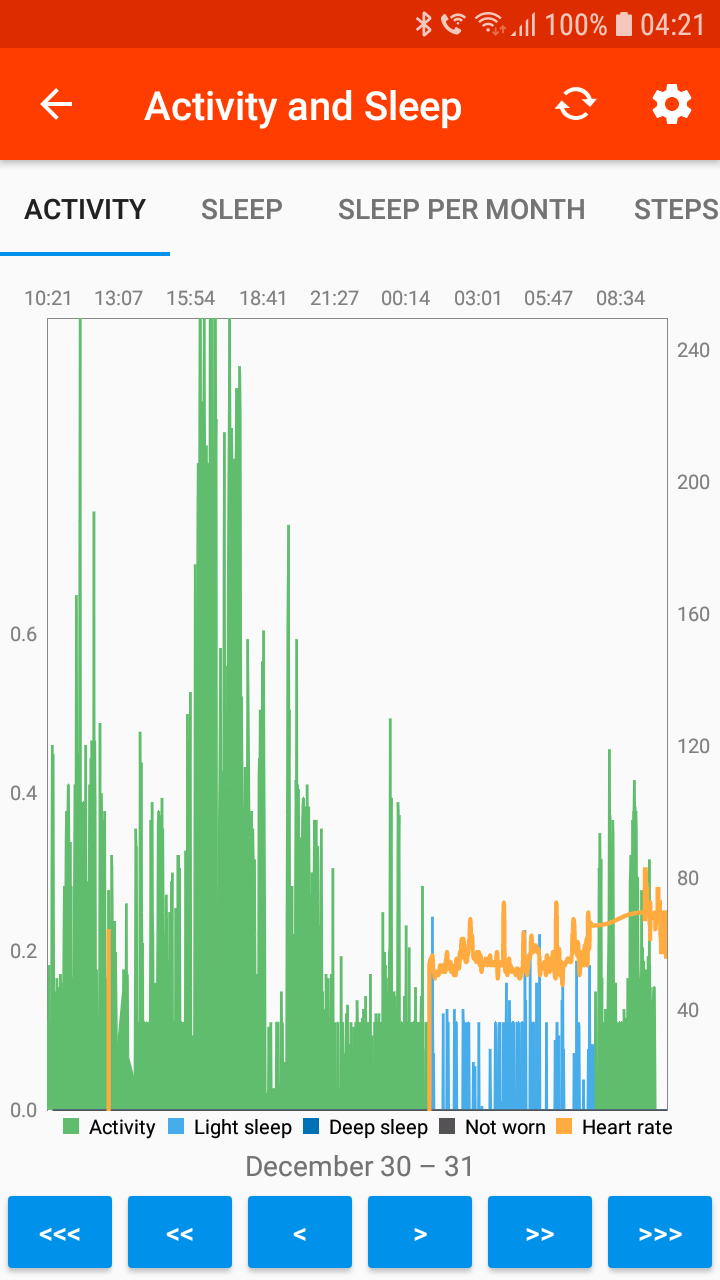 100% 04:21
Activity and Sleep
ACTIVITY SLEEP SLEEP PER MONTH STEPS
10:21 13:07 15:54 18:41 21:27 00:14 03:01 05:47 08:34
240
200
160
0.6
120
0.4
80
0.2
40
0.0
Activity Light sleep Deep sleep Not worn Heart rate
December 30 – 31
<<< << < > >> >>>